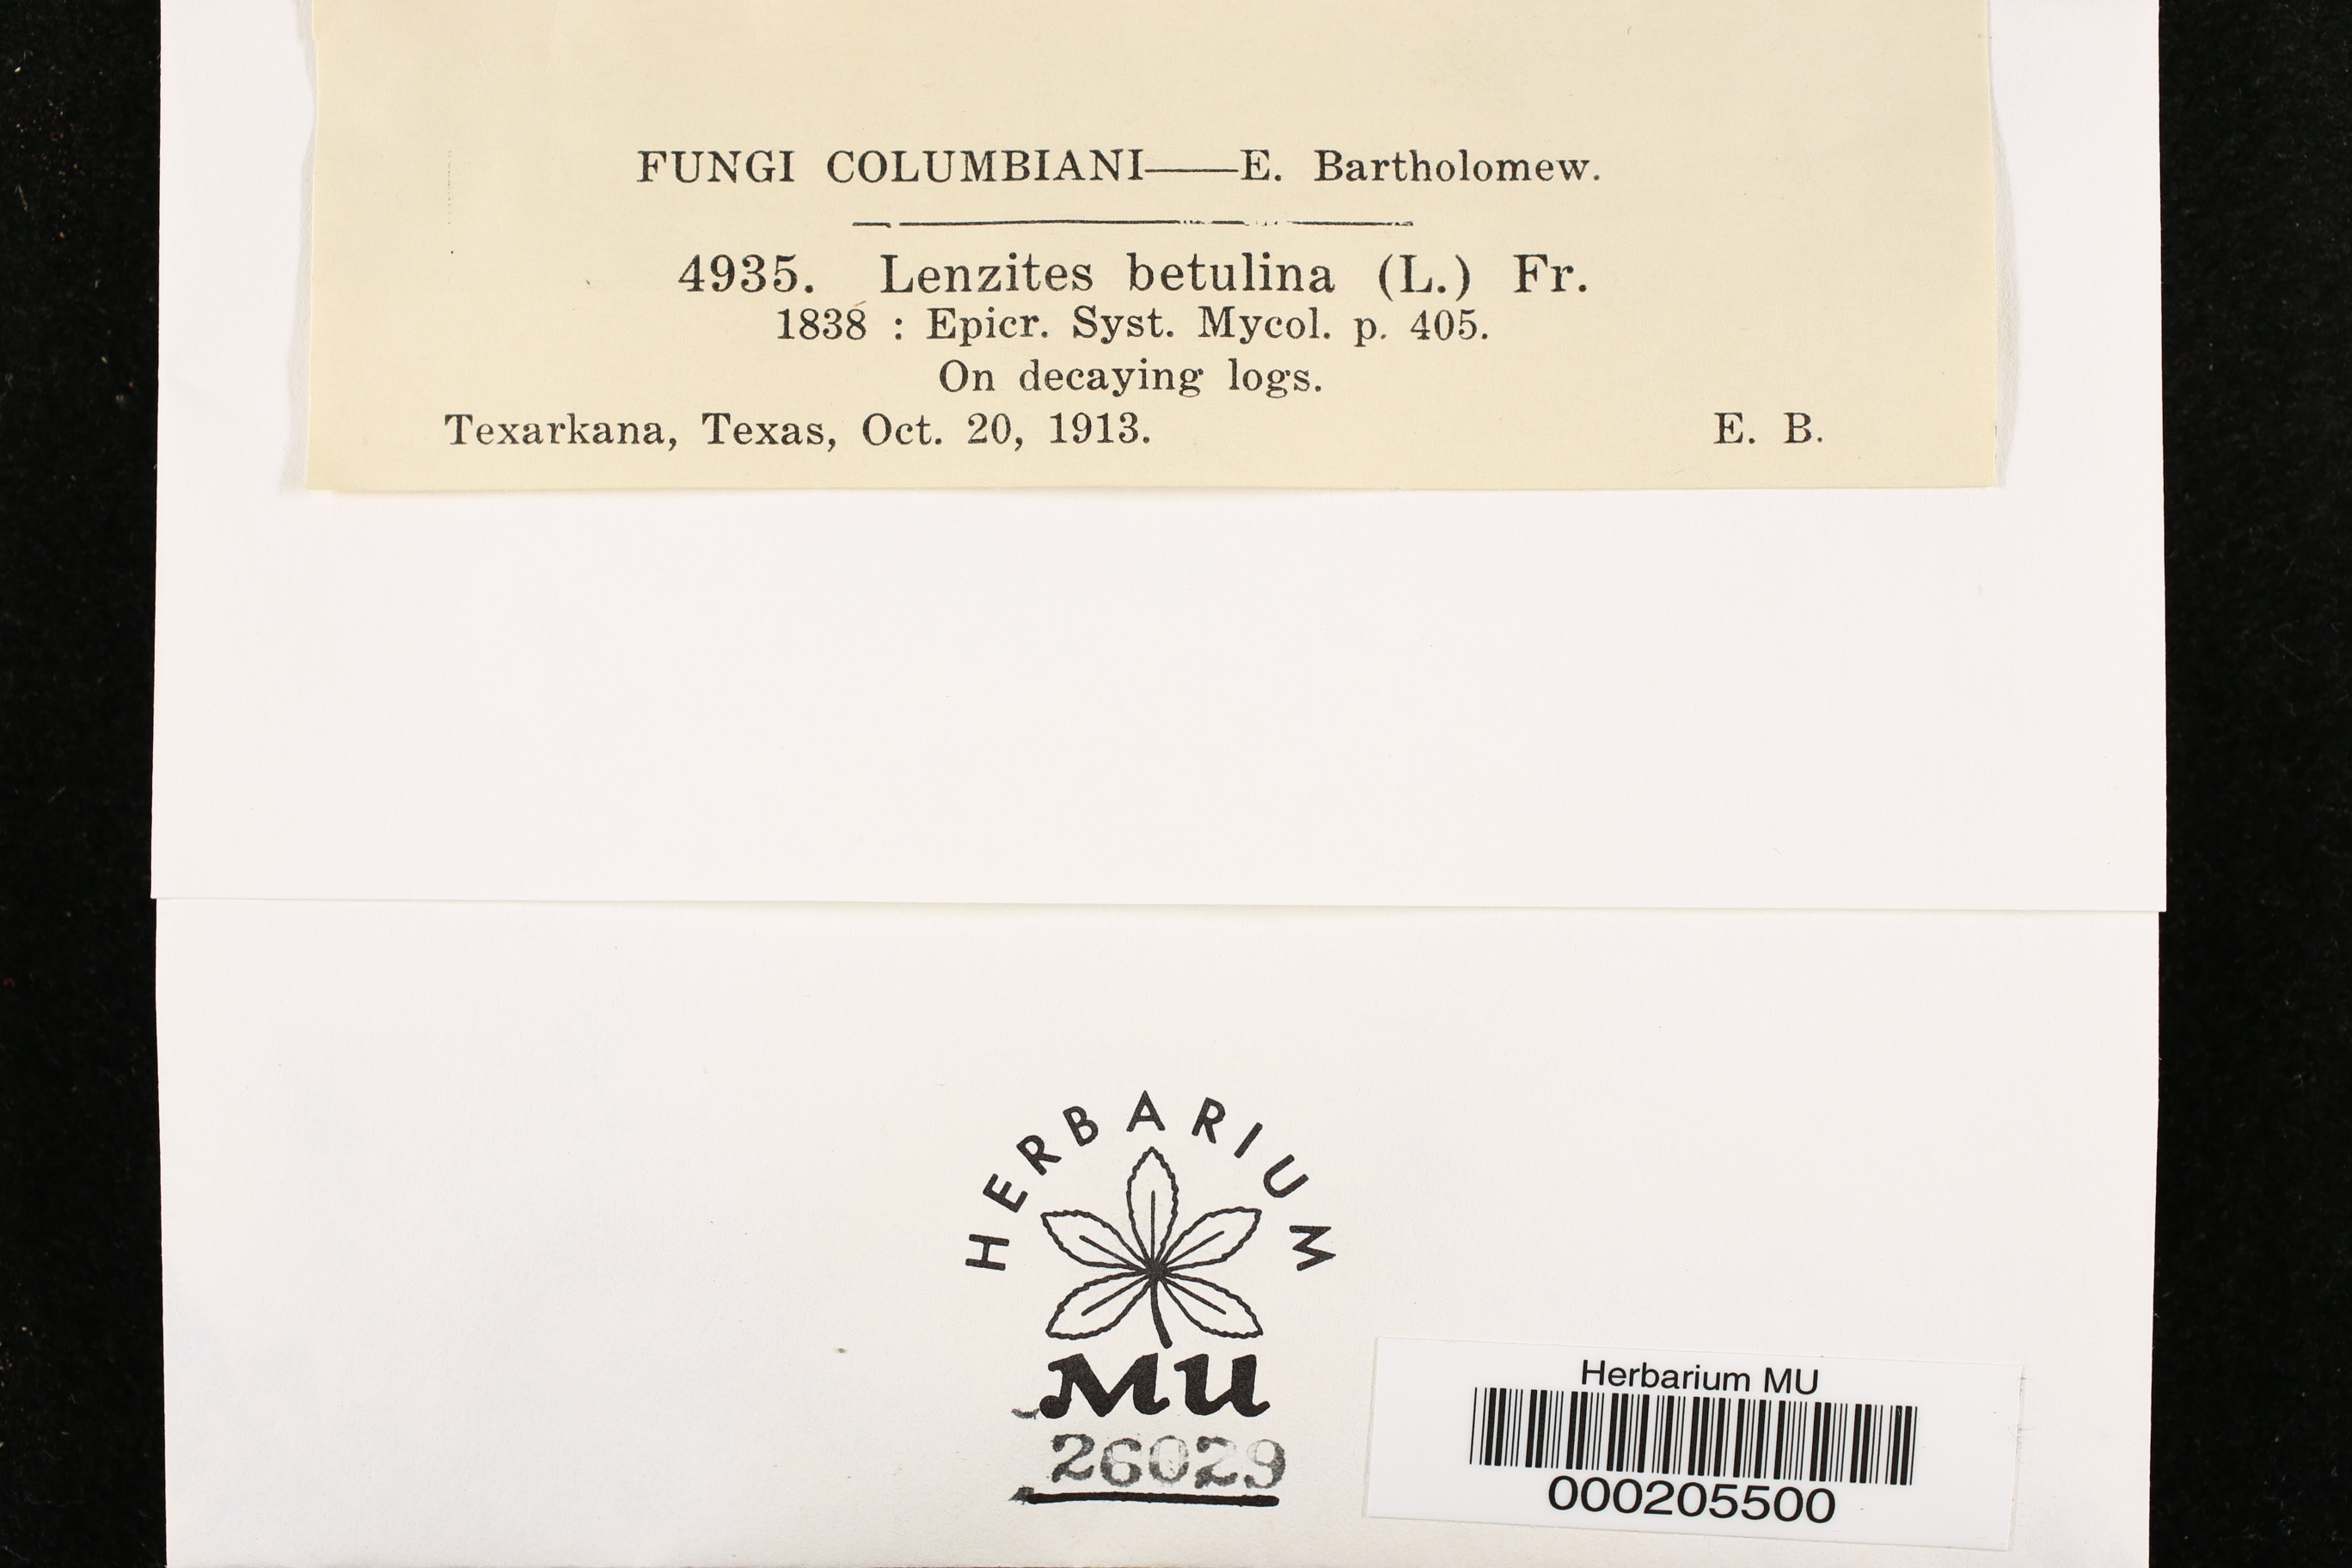 FUNGI COLUMBIANI——E. Bartholomew.
4935. Lenzites betulina (L.) Fr.
1838 : Epicr. Syst. Mycol. p. 405.
On decaying logs.
Texarkana, Texas, Oct. 20, 1913. E. B.
HERBARIUM
MU
26029
Herbarium MU
000205500